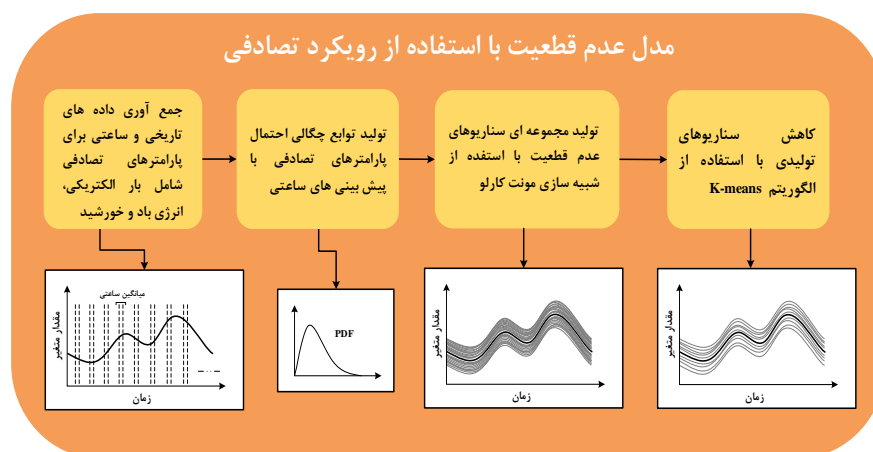 مدل عدم قطعیت با استفاده از رویکرد تصادفی
جمع آوری داده های
تاریخی و ساعتی برای
پارامترهای تصادفی
شامل بار الکتریکی،
انرژی باد و خورشید
تولید توابع چگالی احتمال
پارامترهای تصادفی با
پیش بینی های ساعتی
تولید مجموعه ای سناریوهای
عدم قطعیت با استفده از
شبیه سازی مونت کارلو
کاهش سناریوهای
تولیدی با استفاده از
الگوریتم K-means
میانگین ساعتی
مقدار متغیر
زمان
PDF
مقدار متغیر
زمان
مقدار متغیر
زمان